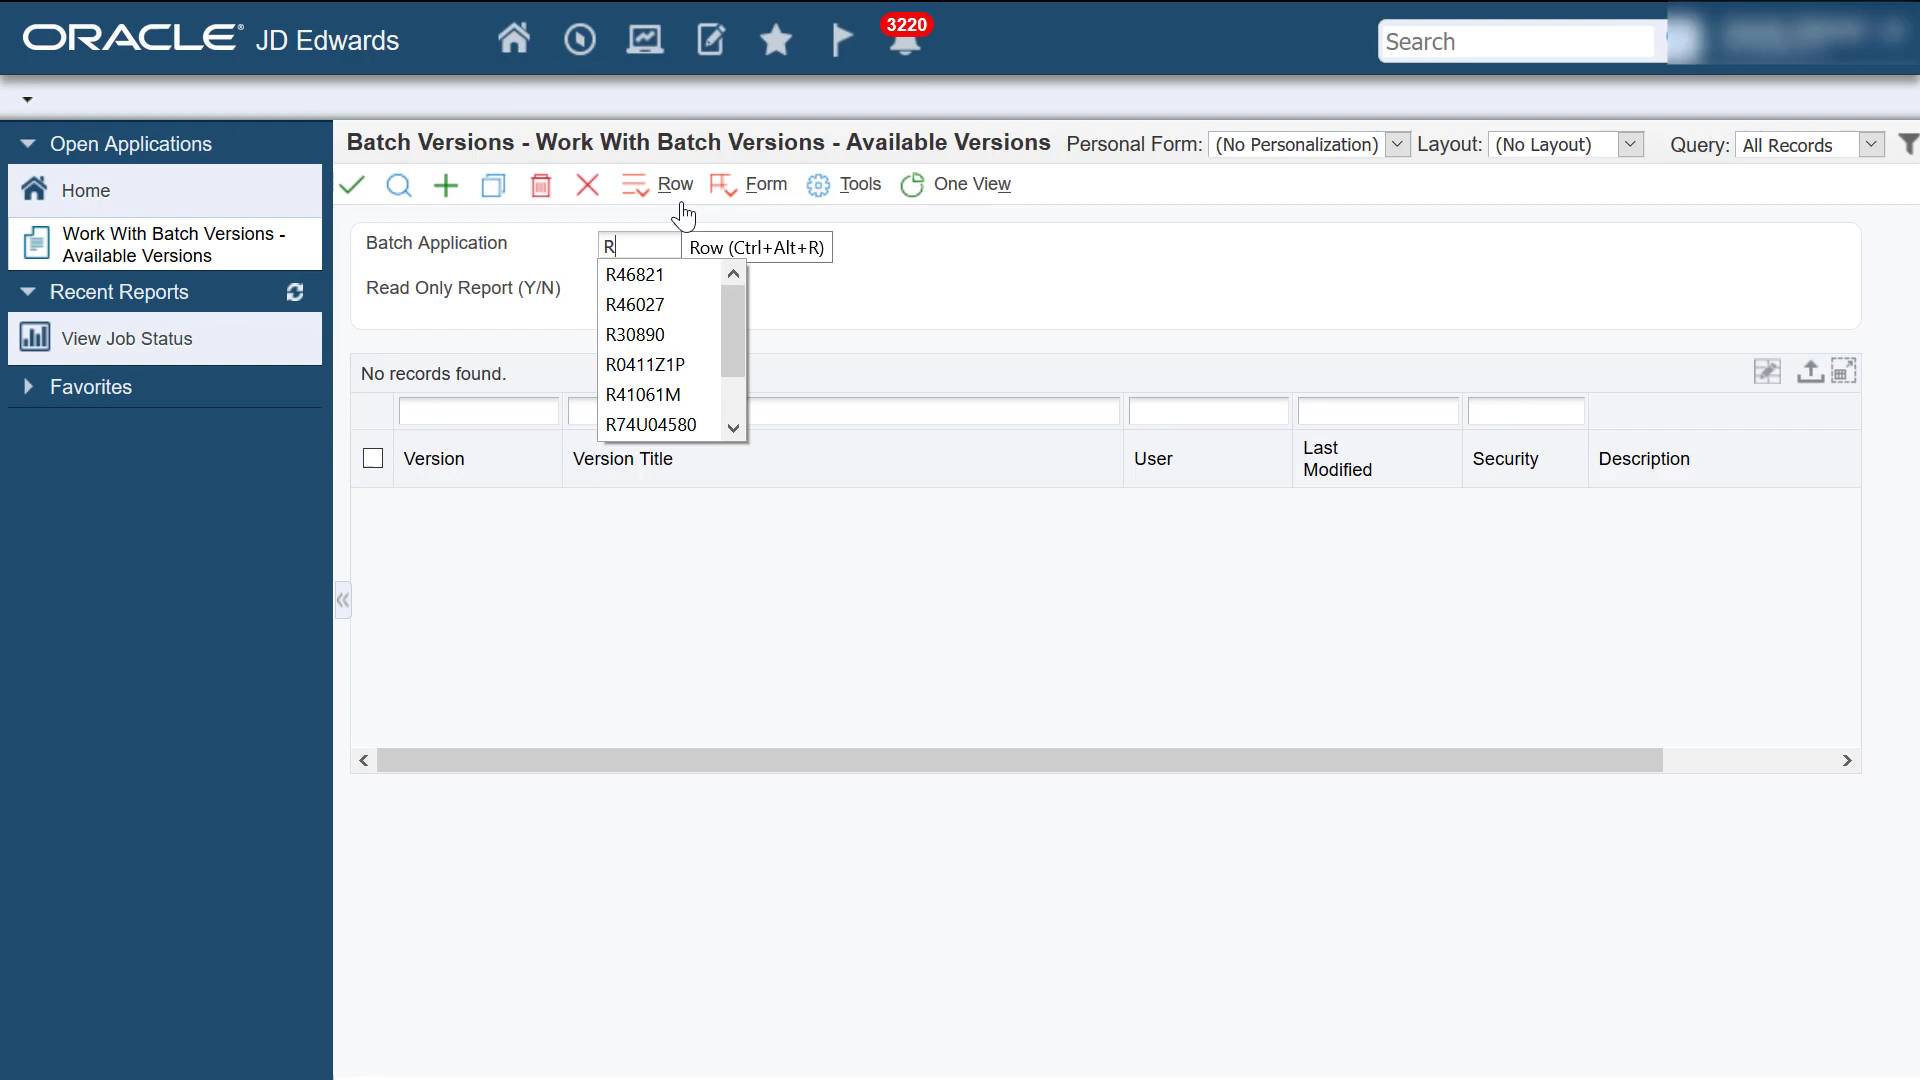 ORACLE JD Edwards
3220
Search
Open Applications
Home
Work With Batch Versions -
Available Versions
Recent Reports
View Job Status
Favorites
Batch Versions - Work With Batch Versions - Available Versions
Personal Form: (No Personalization) Layout: (No Layout) Query: All Records
Row Form Tools One View
Batch Application R
Row (Ctrl+Alt+R)
Read Only Report (Y/N)
R46821
R46027
R30890
R0411Z1P
R41061M
R74U04580
No records found.
Version Version Title User Last Modified Security Description